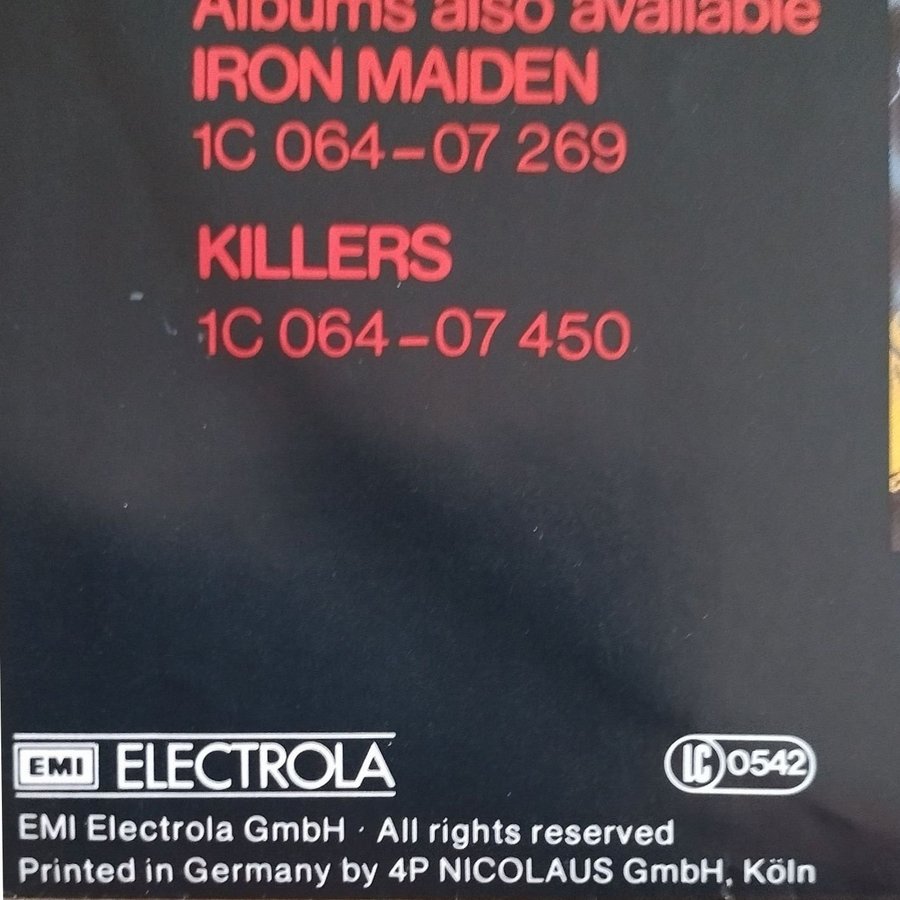 Albums also available
IRON MAIDEN
1C 064-07 269
KILLERS
1C 064-07 450
EMI ELECTROLA
LC 0542
EMI Electrola GmbH · All rights reserved
Printed in Germany by 4P NICOLAUS GmbH, Köln